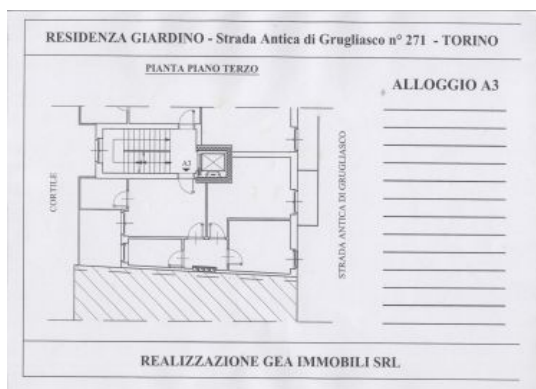 RESIDENZA GIARDINO - Strada Antica di Grugliasco n° 271 - TORINO
PIANTA PIANO TERZO
ALLOGGIO A3
A3
CORTILE
STRADA ANTICA DI GRUGLIASCO
REALIZZAZIONE GEA IMMOBILI SRL